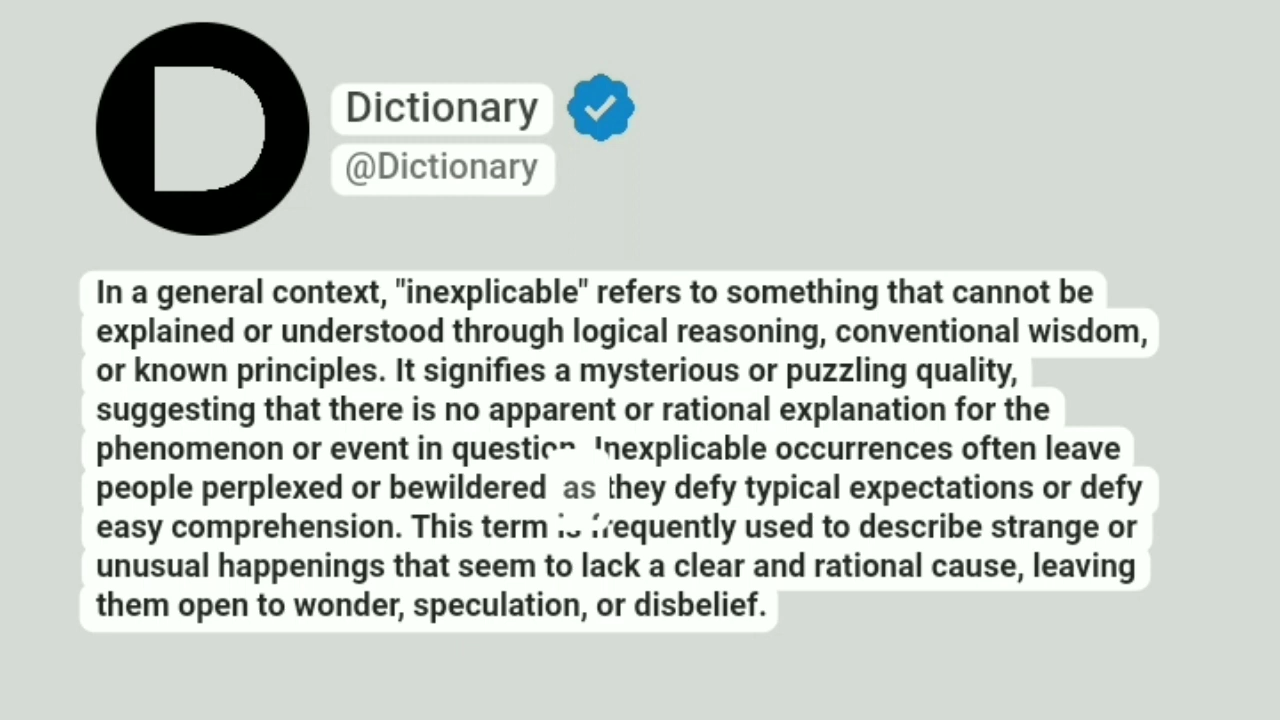 D
Dictionary
@Dictionary
In a general context, "inexplicable" refers to something that cannot be
explained or understood through logical reasoning, conventional wisdom,
or known principles. It signifies a mysterious or puzzling quality,
suggesting that there is no apparent or rational explanation for the
phenomenon or event in question. Inexplicable occurrences often leave
people perplexed or bewildered as they defy typical expectations or defy
easy comprehension. This term is frequently used to describe strange or
unusual happenings that seem to lack a clear and rational cause, leaving
them open to wonder, speculation, or disbelief.